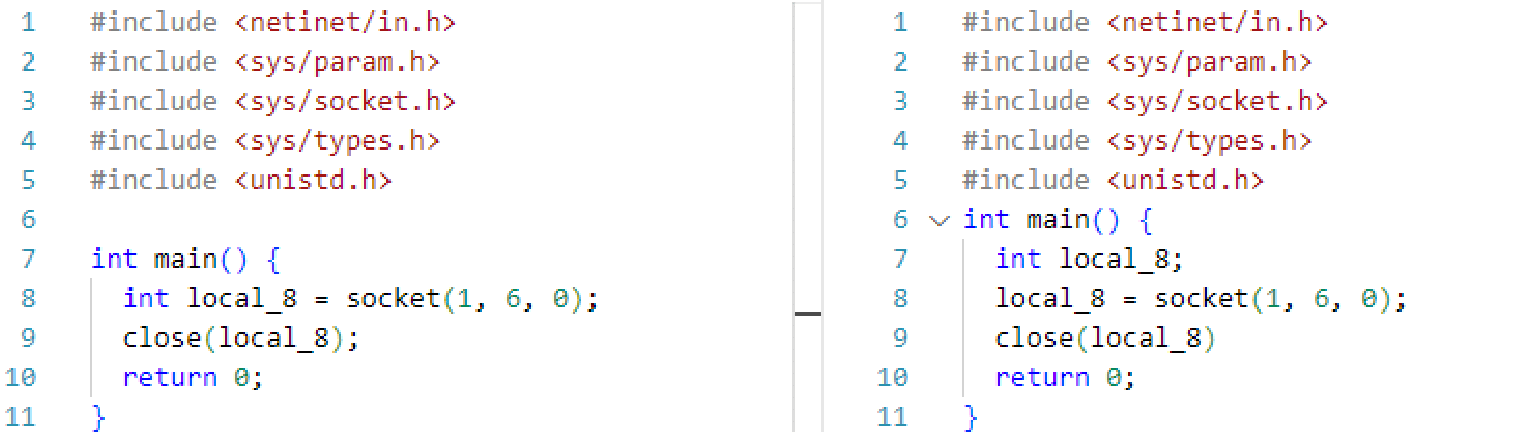 1 #include <netinet/in.h>
2 #include <sys/param.h>
3 #include <sys/socket.h>
4 #include <sys/types.h>
5 #include <unistd.h>
6
7 int main() {
8 int local_8 = socket(1, 6, 0);
9 close(local_8);
10 return 0;
11 }
1 #include <netinet/in.h>
2 #include <sys/param.h>
3 #include <sys/socket.h>
4 #include <sys/types.h>
5 #include <unistd.h>
6 int main() {
7 int local_8;
8 local_8 = socket(1, 6, 0);
9 close(local_8)
10 return 0;
11 }